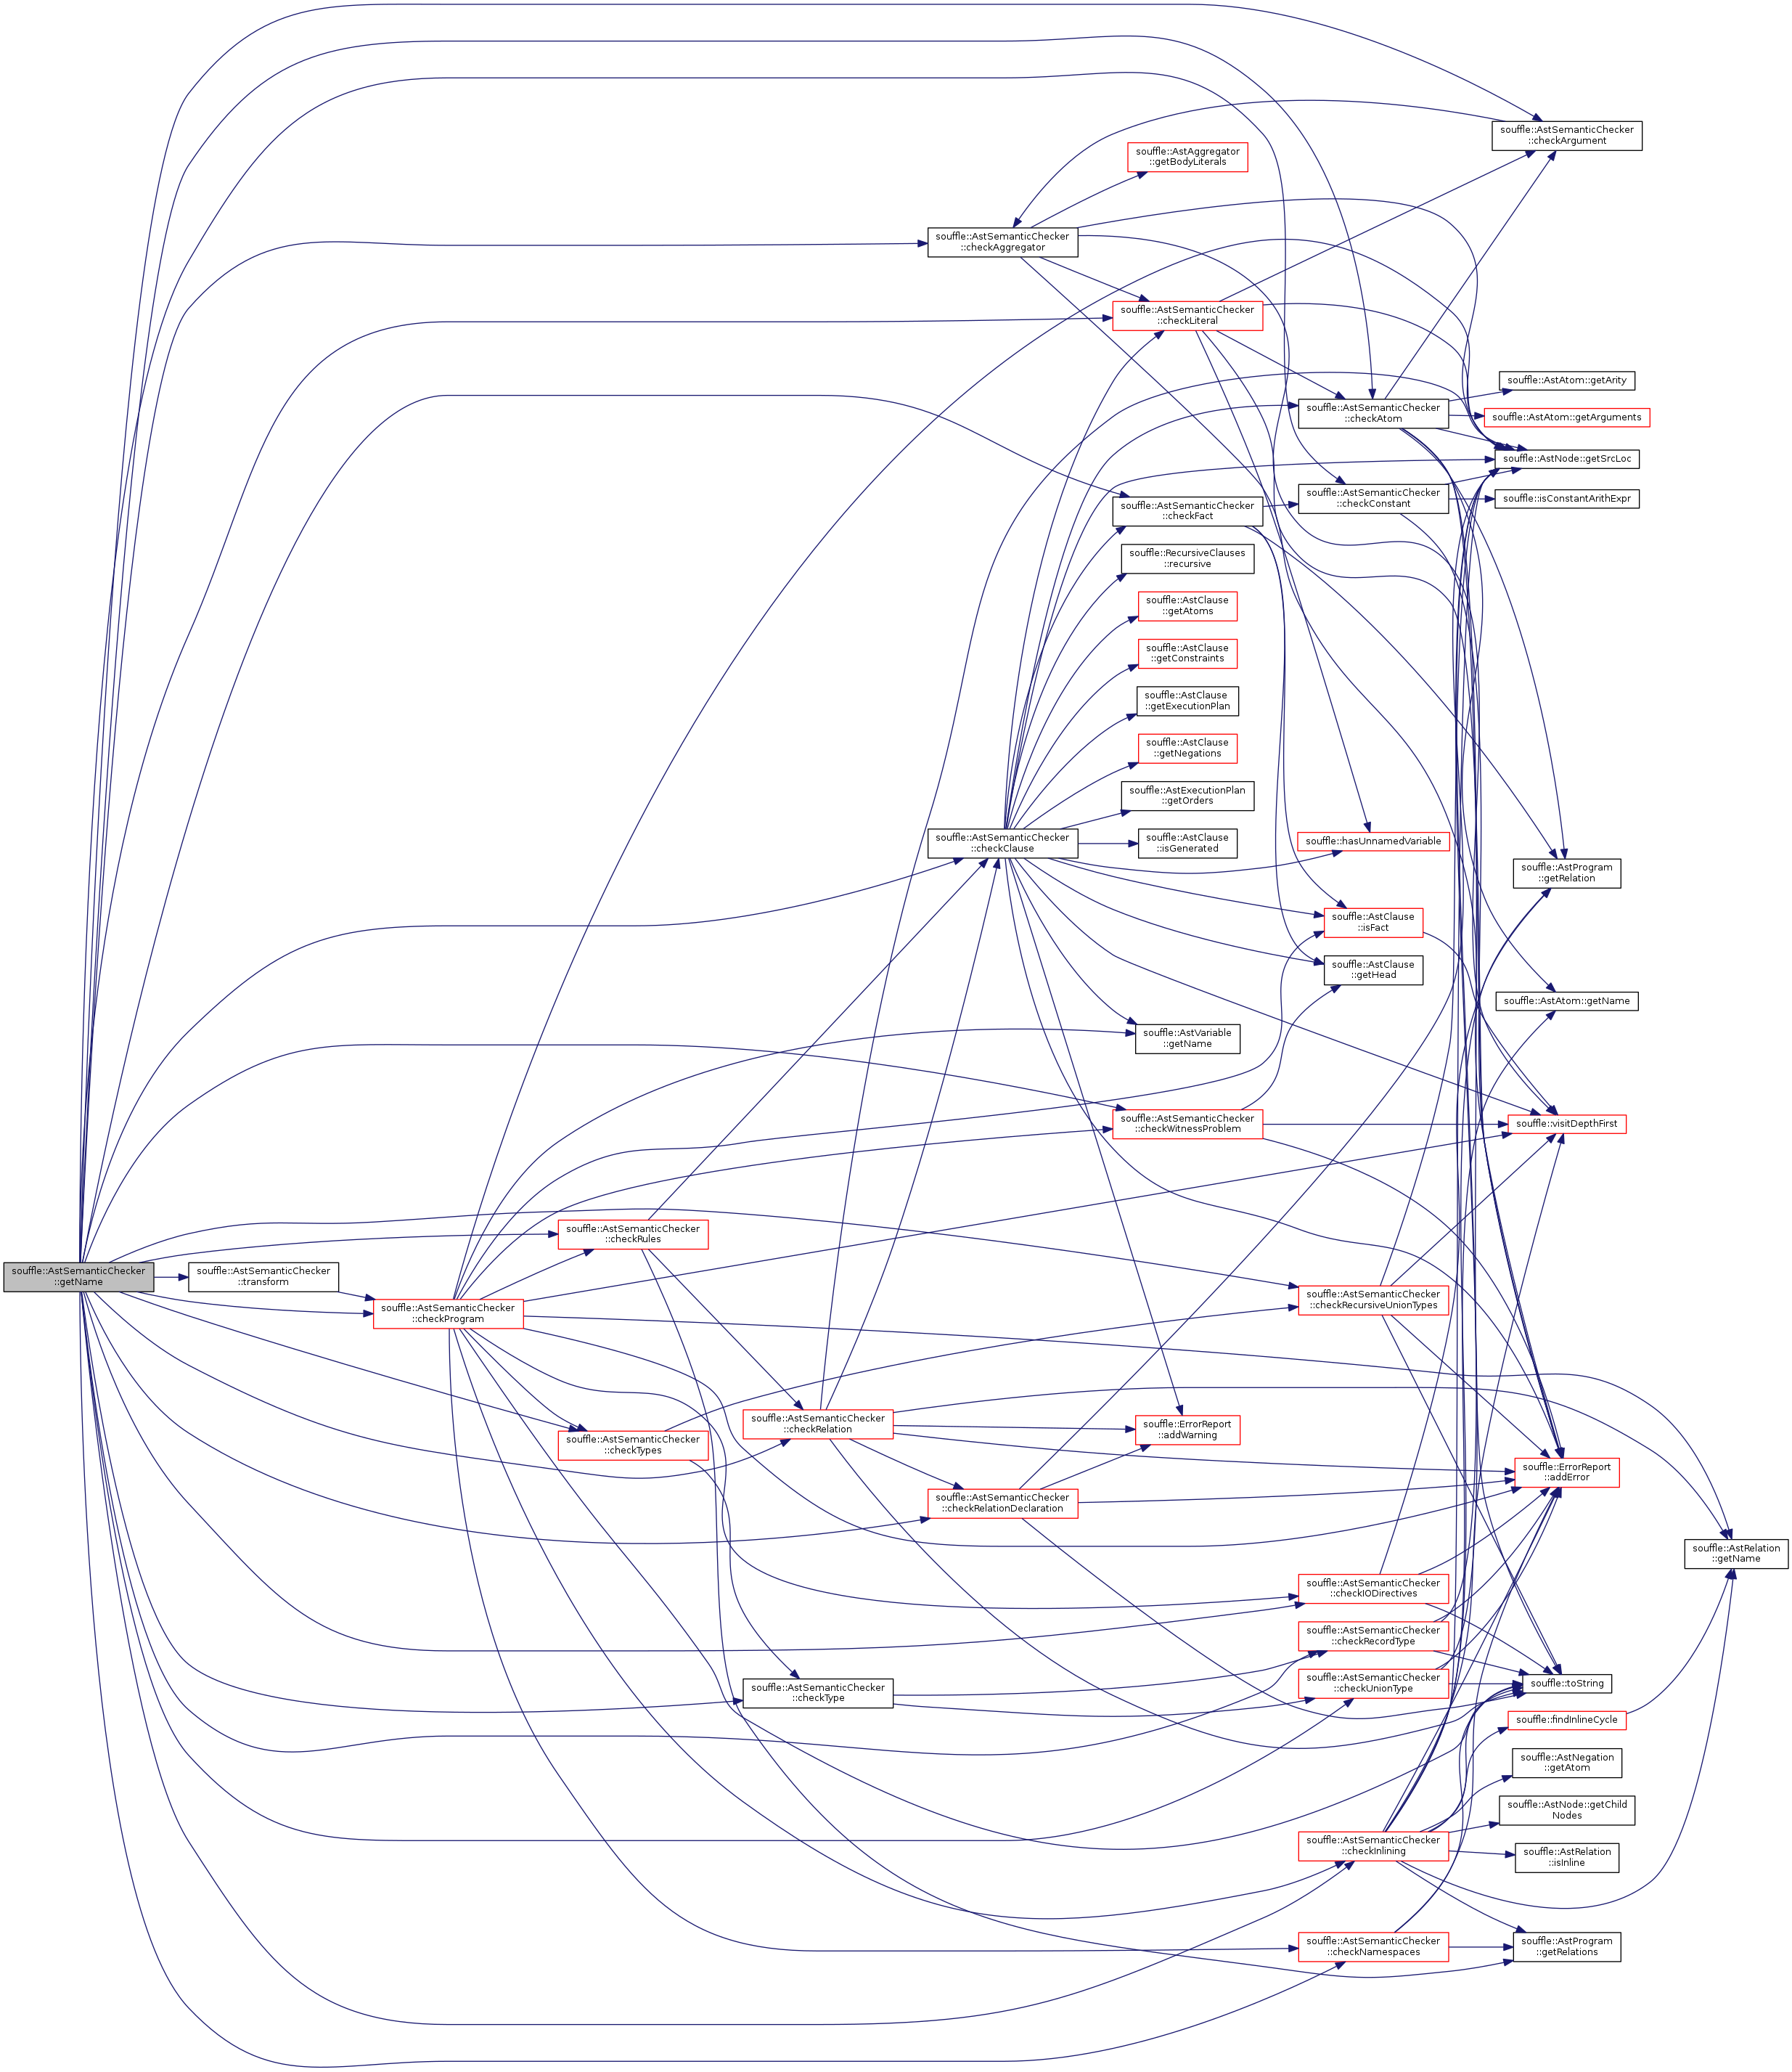 souffle::AstSemanticChecker
::getName
souffle::AstSemanticChecker
::transform
souffle::AstSemanticChecker
::checkProgram
souffle::AstSemanticChecker
::checkRules
souffle::AstSemanticChecker
::checkTypes
souffle::AstSemanticChecker
::checkRelation
souffle::AstSemanticChecker
::checkType
souffle::AstSemanticChecker
::checkAggregator
souffle::AstSemanticChecker
::checkClause
souffle::AstSemanticChecker
::checkRelationDeclaration
souffle::AstAggregator
::getBodyLiterals
souffle::AstSemanticChecker
::checkLiteral
souffle::AstSemanticChecker
::checkFact
souffle::RecursiveClauses
::recursive
souffle::AstClause
::getAtoms
souffle::AstClause
::getConstraints
souffle::AstClause
::getExecutionPlan
souffle::AstClause
::getNegations
souffle::AstExecutionPlan
::getOrders
souffle::AstClause
::isGenerated
souffle::AstVariable
::getName
souffle::AstSemanticChecker
::checkWitnessProblem
souffle::ErrorReport
::addWarning
souffle::AstSemanticChecker
::checkAtom
souffle::AstSemanticChecker
::checkConstant
souffle::hasUnnamedVariable
souffle::AstClause
::isFact
souffle::AstClause
::getHead
souffle::AstSemanticChecker
::checkRecursiveUnionTypes
souffle::AstSemanticChecker
::checkIODirectives
souffle::AstSemanticChecker
::checkRecordType
souffle::AstSemanticChecker
::checkUnionType
souffle::AstSemanticChecker
::checkInlining
souffle::AstSemanticChecker
::checkNamespaces
souffle::AstSemanticChecker
::checkArgument
souffle::AstAtom::getArity
souffle::AstAtom::getArguments
souffle::AstNode::getSrcLoc
souffle::isConstantArithExpr
souffle::AstProgram
::getRelation
souffle::AstAtom::getName
souffle::visitDepthFirst
souffle::ErrorReport
::addError
souffle::toString
souffle::findInlineCycle
souffle::AstNegation
::getAtom
souffle::AstNode::getChild
Nodes
souffle::AstRelation
::isInline
souffle::AstProgram
::getRelations
souffle::AstRelation
::getName